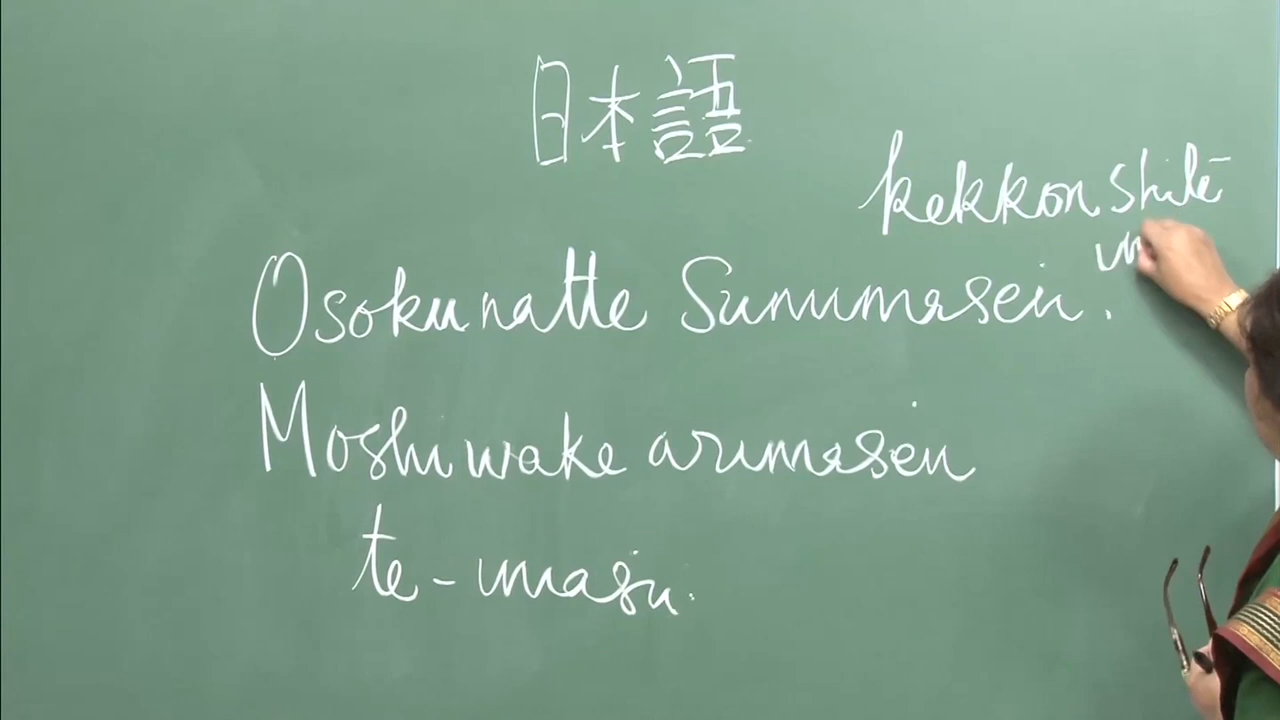 日本語
kekkon shite-
Osokunatte Sumimasen.
Moshiwake arimasen
te-imasu.